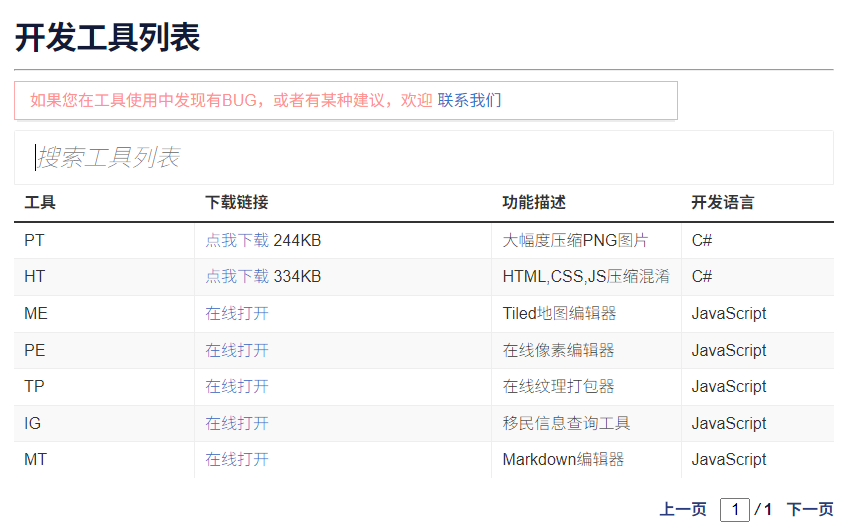 开发工具列表
如果您在工具使用中发现有BUG，或者有某种建议，欢迎 联系我们
搜索工具列表
工具 下载链接 功能描述 开发语言
PT 点我下载 244KB 大幅度压缩PNG图片 C#
HT 点我下载 334KB HTML,CSS,JS压缩混淆 C#
ME 在线打开 Tiled地图编辑器 JavaScript
PE 在线打开 在线像素编辑器 JavaScript
TP 在线打开 在线纹理打包器 JavaScript
IG 在线打开 移民信息查询工具 JavaScript
MT 在线打开 Markdown编辑器 JavaScript
上一页 1 / 1 下一页